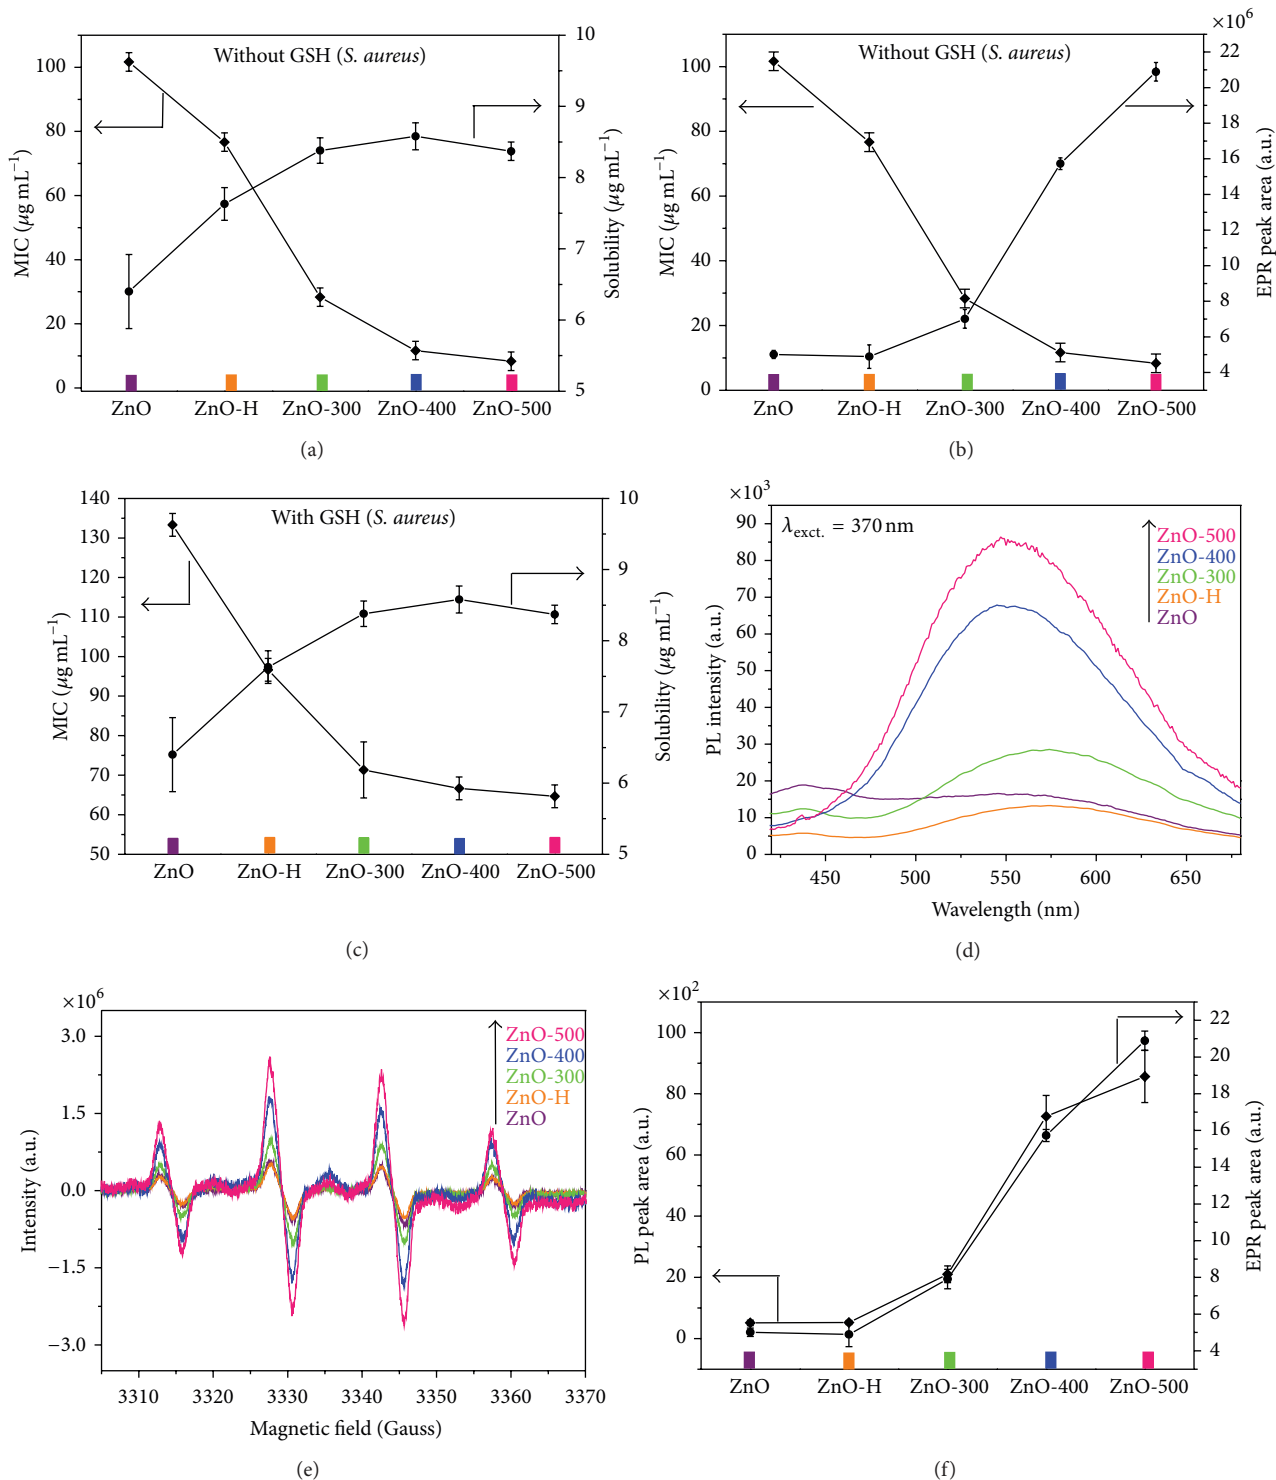 Without GSH (S. aureus)
MIC (μg mL⁻¹)
100
80
60
40
20
0
Solubility (μg mL⁻¹)
10
9
8
7
6
5
ZnO ZnO-H ZnO-300 ZnO-400 ZnO-500
(a)
×10⁶
Without GSH (S. aureus)
MIC (μg mL⁻¹)
100
80
60
40
20
0
EPR peak area (a.u.)
22
20
18
16
14
12
10
8
6
4
ZnO ZnO-H ZnO-300 ZnO-400 ZnO-500
(b)
With GSH (S. aureus)
MIC (μg mL⁻¹)
140
130
120
110
100
90
80
70
60
50
Solubility (μg mL⁻¹)
10
9
8
7
6
5
ZnO ZnO-H ZnO-300 ZnO-400 ZnO-500
(c)
×10³
λexct. = 370 nm
ZnO-500
ZnO-400
ZnO-300
ZnO-H
ZnO
PL intensity (a.u.)
90
80
70
60
50
40
30
20
10
0
450 500 550 600 650
Wavelength (nm)
(d)
×10⁶
ZnO-500
ZnO-400
ZnO-300
ZnO-H
ZnO
Intensity (a.u.)
3.0
1.5
0.0
−1.5
−3.0
3310 3320 3330 3340 3350 3360 3370
Magnetic field (Gauss)
(e)
×10²
PL peak area (a.u.)
100
80
60
40
20
0
EPR peak area (a.u.)
22
20
18
16
14
12
10
8
6
4
ZnO ZnO-H ZnO-300 ZnO-400 ZnO-500
(f)